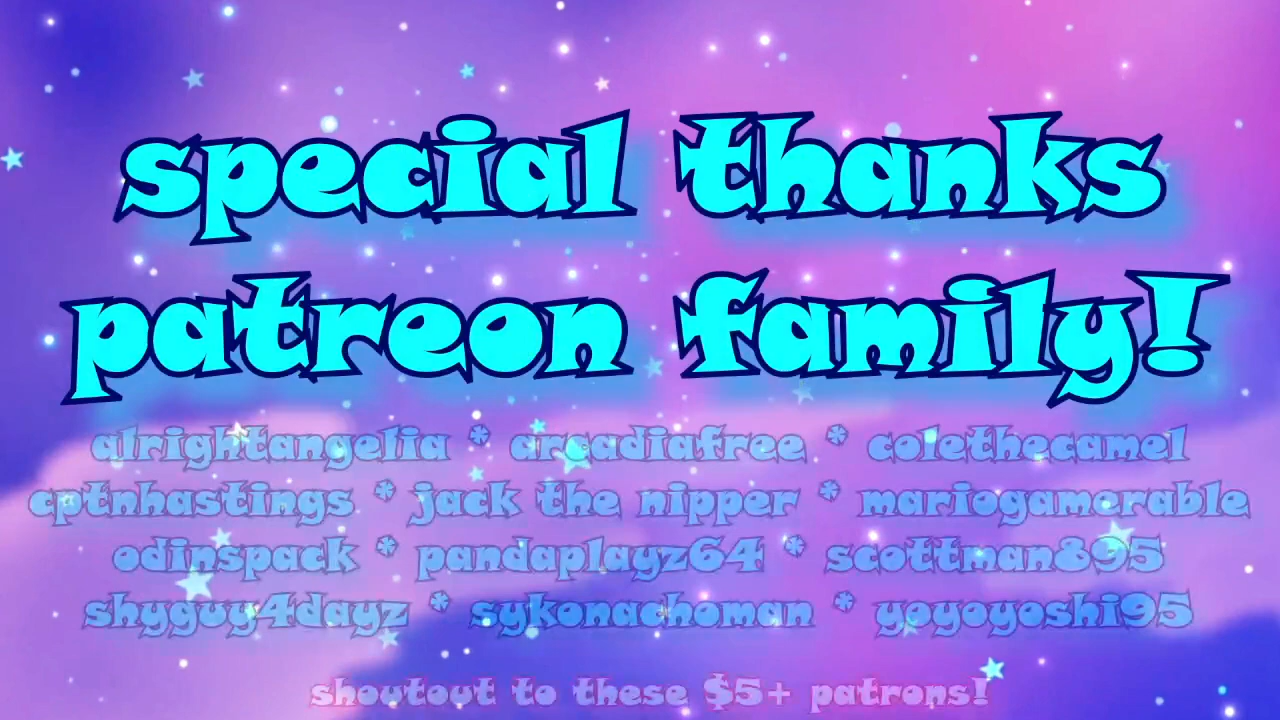 special thanks
patreon family!
alrightangelia * arcadiafree * colethecamel
cptnhastings * jack the nipper * mariogamerable
odinspack * pandaplayz64 * scottman895
shyguy4dayz * sykonachoman * yoyoyoshi95
shoutout to these $5+ patrons!